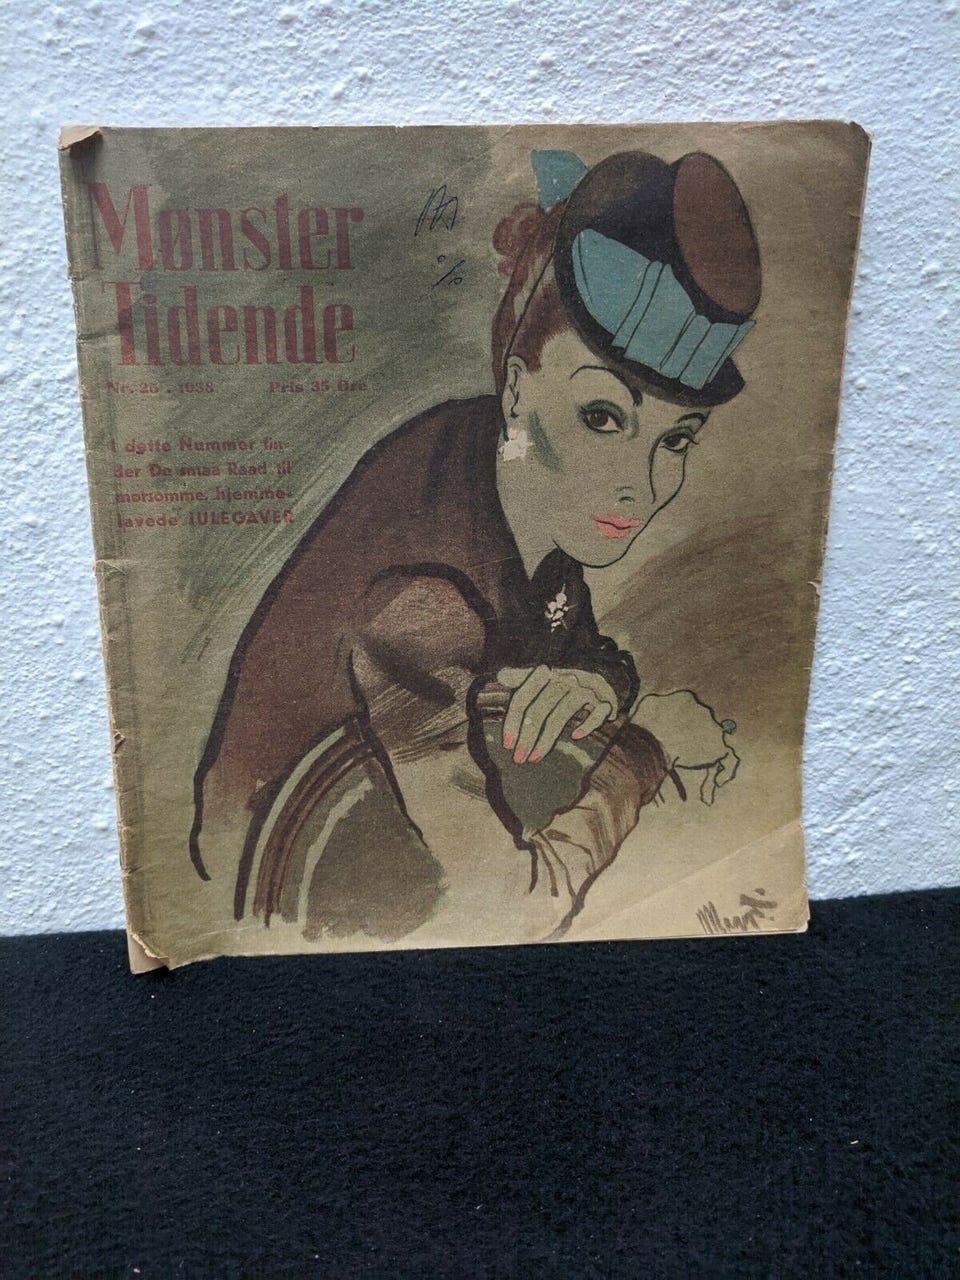 Mønster
Tidende
Nr. 26 . 1938 Pris 35 Øre
I dette Nummer fin-
der De smaa Raad til
morsomme, hjemme-
lavede JULEGAVER